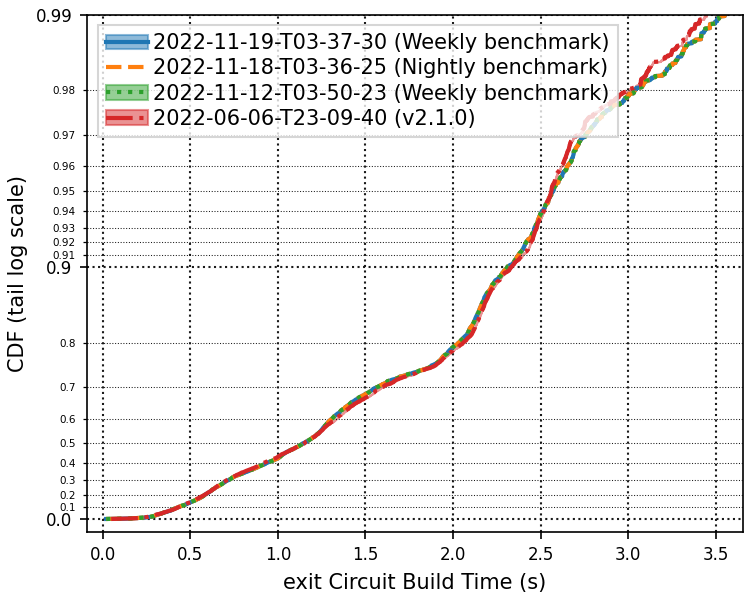 0.99
2022-11-19-T03-37-30 (Weekly benchmark)
2022-11-18-T03-36-25 (Nightly benchmark)
2022-11-12-T03-50-23 (Weekly benchmark)
2022-06-06-T23-09-40 (v2.1.0)
0.98
0.97
0.96
0.95
0.94
0.93
0.92
0.91
0.9
0.8
0.7
0.6
0.5
0.4
0.3
0.2
0.1
0.0
CDF (tail log scale)
0.0 0.5 1.0 1.5 2.0 2.5 3.0 3.5
exit Circuit Build Time (s)